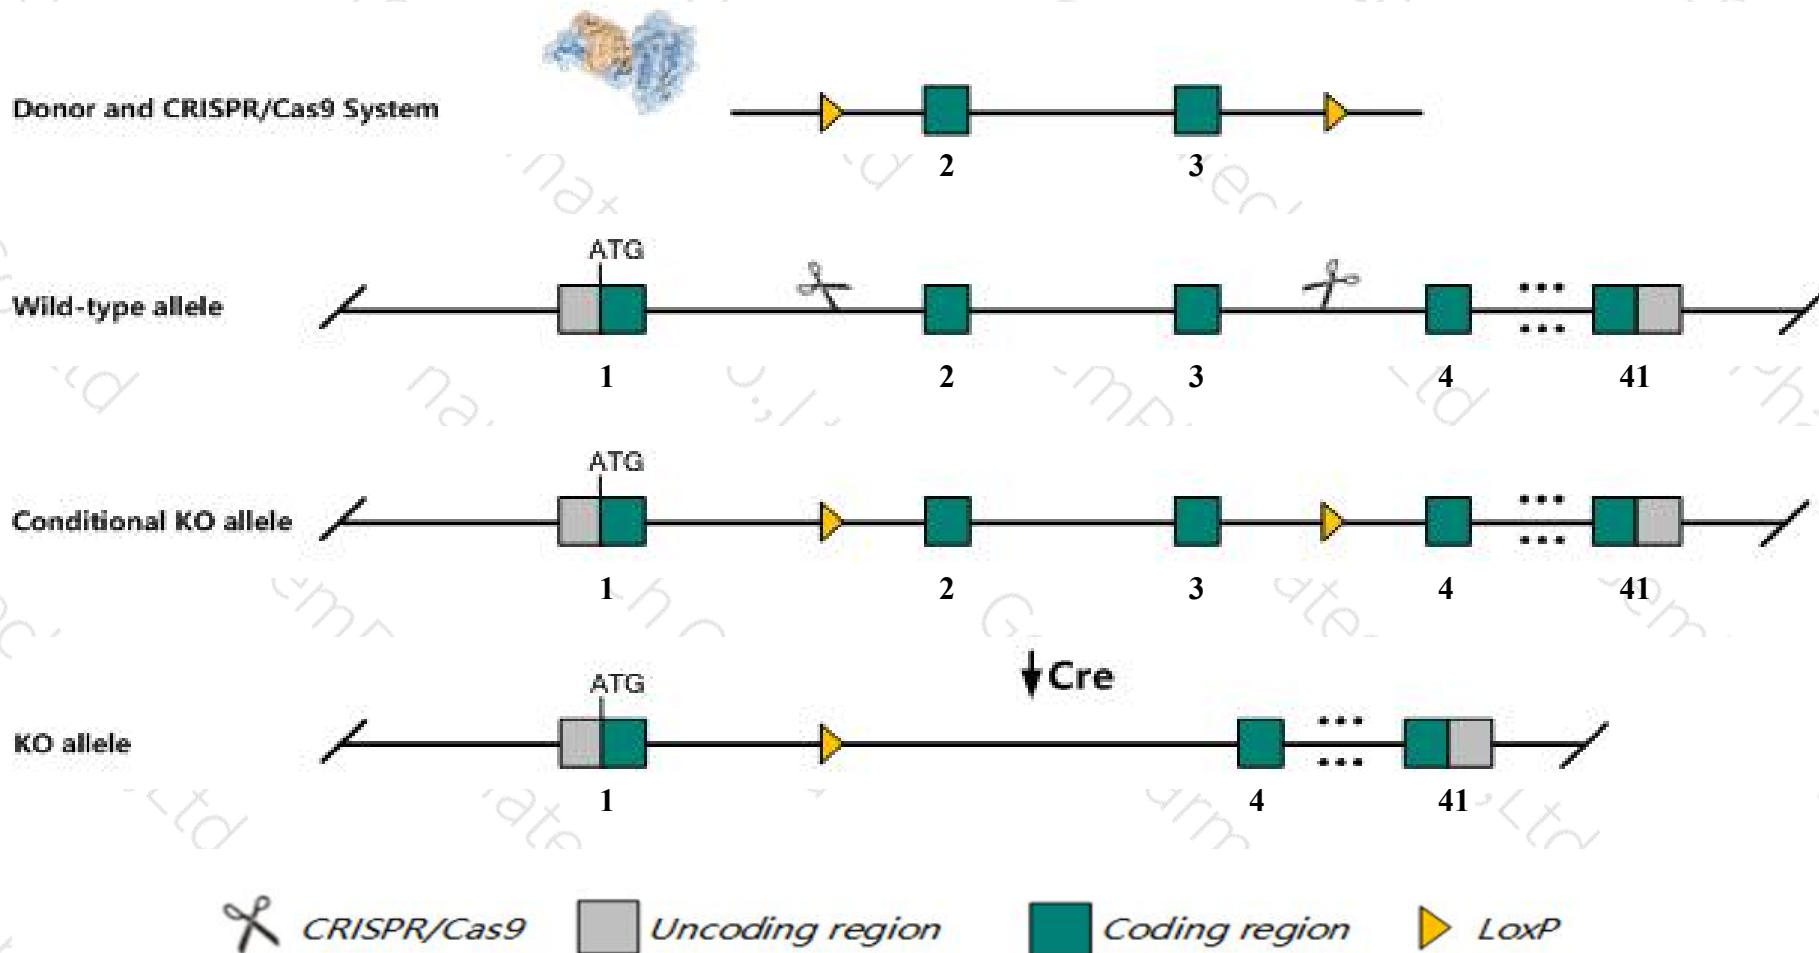 Donor and CRISPR/Cas9 System
2 3
ATG
Wild-type allele
1 2 3 4 41
ATG
Conditional KO allele
1 2 3 4 41
Cre
ATG
KO allele
1 4 41
CRISPR/Cas9 Uncoding region Coding region LoxP